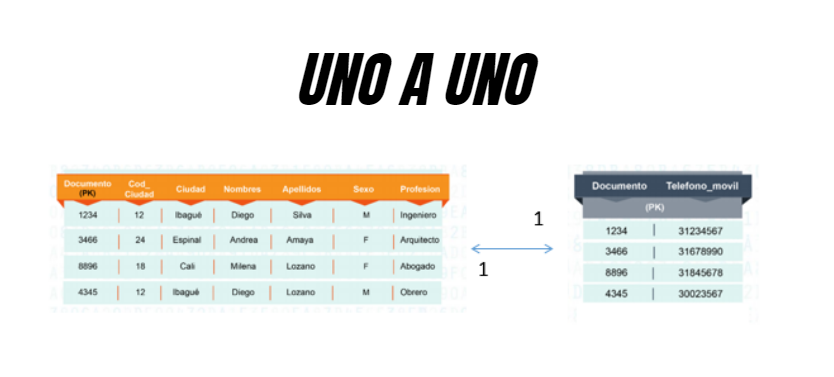 UNO A UNO
Documento (PK) Cod_ Ciudad Ciudad Nombres Apellidos Sexo Profesion
1234 12 Ibagué Diego Silva M Ingeniero
3466 24 Espinal Andrea Amaya F Arquitecto
8896 18 Cali Milena Lozano F Abogado
4345 12 Ibagué Diego Lozano M Obrero
1
1
Documento Telefono_movil
(PK)
1234 31234567
3466 31678990
8896 31845678
4345 30023567